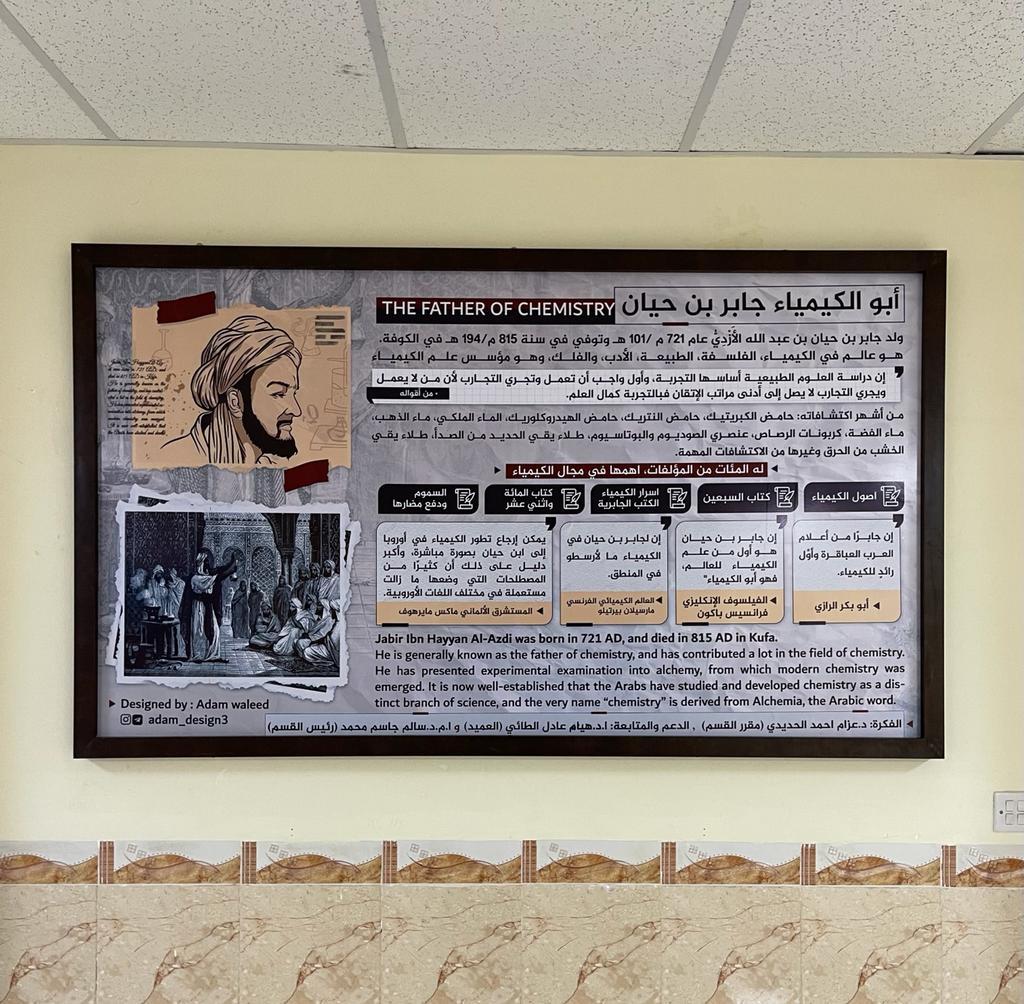 أبو الكيمياء جابر بن حيان THE FATHER OF CHEMISTRY
ولد جابر بن حيان بن عبد الله الأَزْدِيُّ عام 721 م /101 هـ وتوفي في سنة 815 م/194 هـ في الكوفة.
هو عالم في الكيمياء، الفلسفة، الطبيعة، الأدب، والفلك، وهو مؤسس علم الكيمياء
إن دراسة العلوم الطبيعية أساسها التجربة، وأول واجب أن تعمل وتجري التجارب لأن من لا يعمل
ويجري التجارب لا يصل إلى أدنى مراتب الإتقان فبالتجربة كمال العلم.
من أقواله
من أشهر اكتشافاته: حامض الكبريتيك، حامض النتريك، حامض الهيدروكلوريك، الماء الملكي، ماء الذهب،
ماء الفضة، كربونات الرصاص، عنصري الصوديوم والبوتاسيوم، طلاء يقي الحديد من الصدأ، طلاء يقي
الخشب من الحرق وغيرها من الاكتشافات المهمة.
له المئات من المؤلفات، اهمها في مجال الكيمياء
اصول الكيمياء
كتاب السبعين
اسرار الكيمياء
الكتب الجابرية
كتاب المائة
واثني عشر
السموم
ودفع مضارها
إن جابرًا من أعلام
العرب العباقرة وأوّل
رائدٍ للكيمياء.
أبو بكر الرازي
إن جابر بن حيان
هو أول من علم
الكيمياء للعالم،
فهو أبو الكيمياء"
الفيلسوف الإنكليزي
فرانسيس باكون
إن لجابر بن حيان في
الكيمياء ما لأرسطو
في المنطق.
العالم الكيميائي الفرنسي
مارسيلان بيرتيلو
يمكن إرجاع تطور الكيمياء في أوروبا
إلى ابن حيان بصورة مباشرة، وأكبر
دليل على ذلك أن كثيرًا من
المصطلحات التي وضعها ما زالت
مستعملة في مختلف اللغات الأوروبية.
المستشرق الألماني ماكس مايرهوف
Jabir Ibn Hayyan Al-Azdi was born in 721 AD, and died in 815 AD in Kufa.
He is generally known as the father of chemistry, and has contributed a lot in the field of chemistry.
He has presented experimental examination into alchemy, from which modern chemistry was
emerged. It is now well-established that the Arabs have studied and developed chemistry as a dis-
tinct branch of science, and the very name “chemistry” is derived from Alchemia, the Arabic word.
Designed by : Adam waleed
adam_design3
الفكرة: د.عزام احمد الحديدي (مقرر القسم) , الدعم والمتابعة: ا.د.هيام عادل الطائي (العميد) و ا.م.د.سالم جاسم محمد (رئيس القسم)